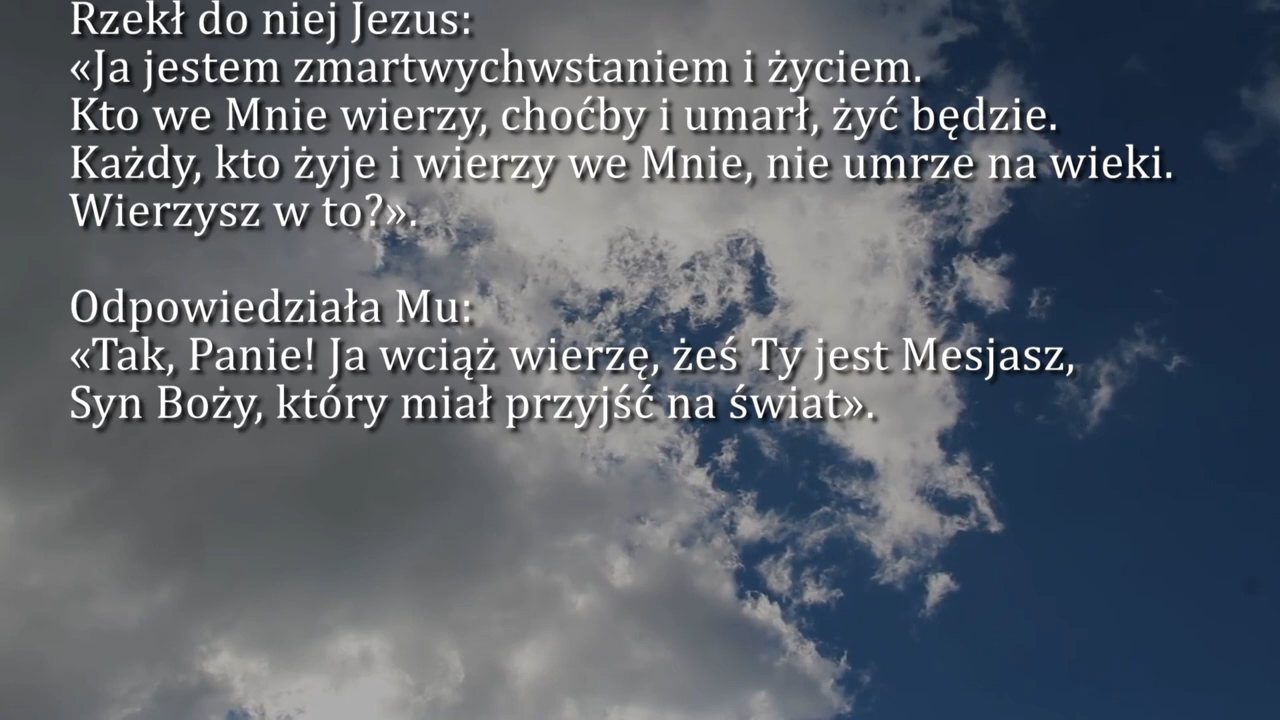 Rzekł do niej Jezus:
«Ja jestem zmartwychwstaniem i życiem.
Kto we Mnie wierzy, choćby i umarł, żyć będzie.
Każdy, kto żyje i wierzy we Mnie, nie umrze na wieki.
Wierzysz w to?».
Odpowiedziała Mu:
«Tak, Panie! Ja wciąż wierzę, żeś Ty jest Mesjasz,
Syn Boży, który miał przyjść na świat».